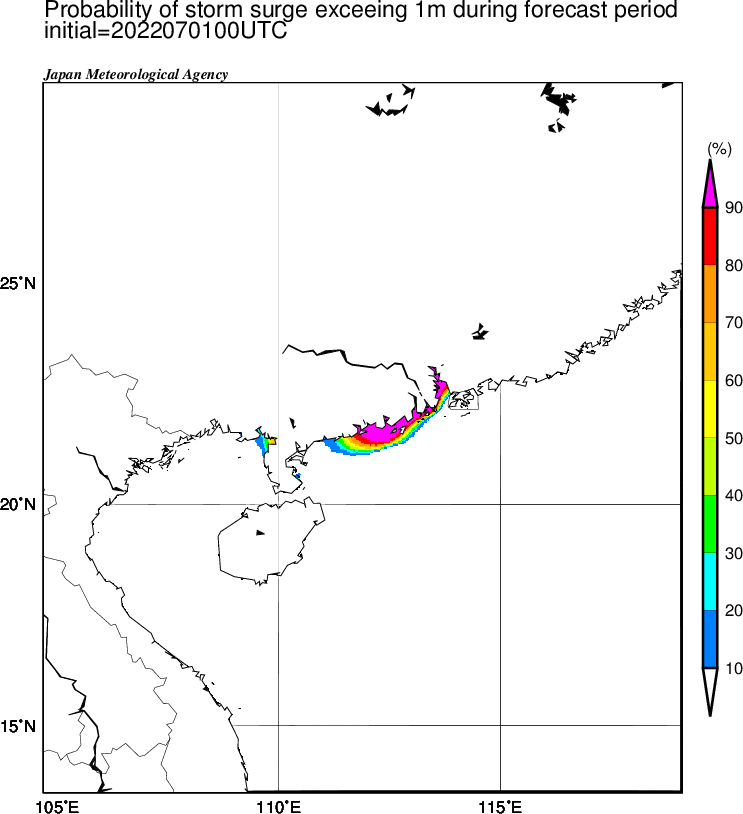 Probability of storm surge exceeing 1m during forecast period
initial=2022070100UTC
Japan Meteorological Agency
(%)
90
80
70
60
50
40
30
20
10
25°N
20°N
15°N
105°E
110°E
115°E